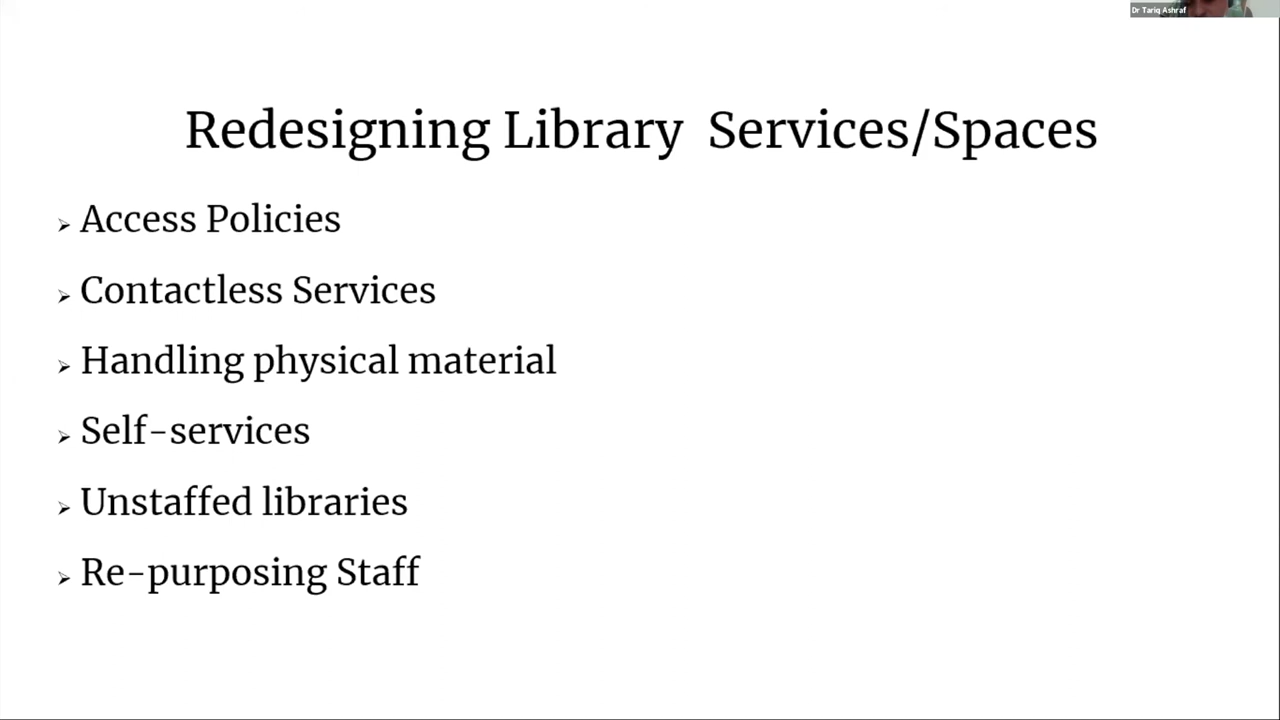 Dr Tariq Ashraf
Redesigning Library Services/Spaces
Access Policies
Contactless Services
Handling physical material
Self-services
Unstaffed libraries
Re-purposing Staff